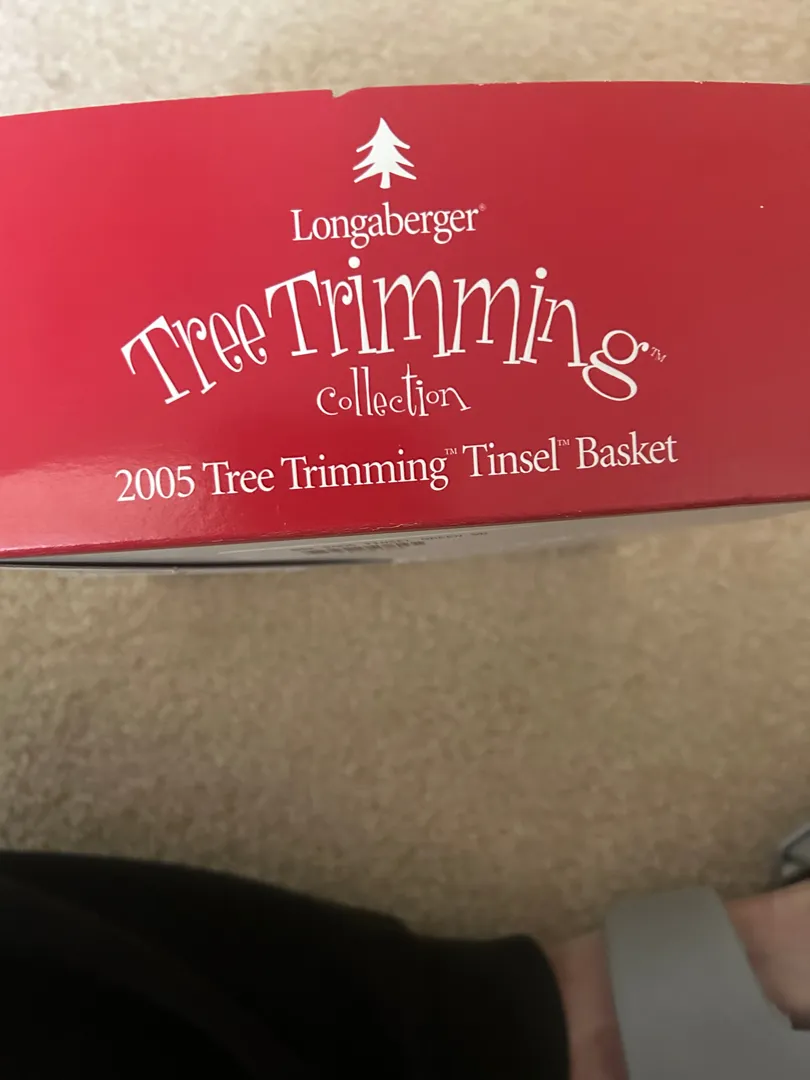 Longaberger®
Tree Trimming™
Collection
2005 Tree Trimming™ Tinsel™ Basket